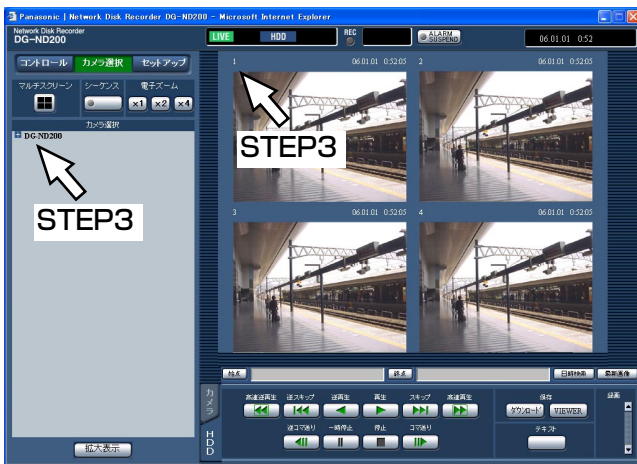 Panasonic | Network Disk Recorder DG-ND200 - Microsoft Internet Explorer
Network Disk Recorder
DG-ND200
LIVE HDD REC ALARM SUSPEND 06.01.01 0:52
コントロール カメラ選択 セットアップ
マルチスクリーン シーケンス 電子ズーム
×1 ×2 ×4
カメラ選択
DG-ND200
STEP3
拡大表示
1 06.01.01 0:52:05
2 06.01.01 0:52:05
STEP3
3 06.01.01 0:52:05
4 06.01.01 0:52:05
始点 終点 日時検索 最新画像
カメラ
HDD
高速逆再生 逆スキップ 逆再生 再生 スキップ 高速再生
逆コマ送り 一時停止 停止 コマ送り
保存
ダウンロード VIEWER
テキスト
録画